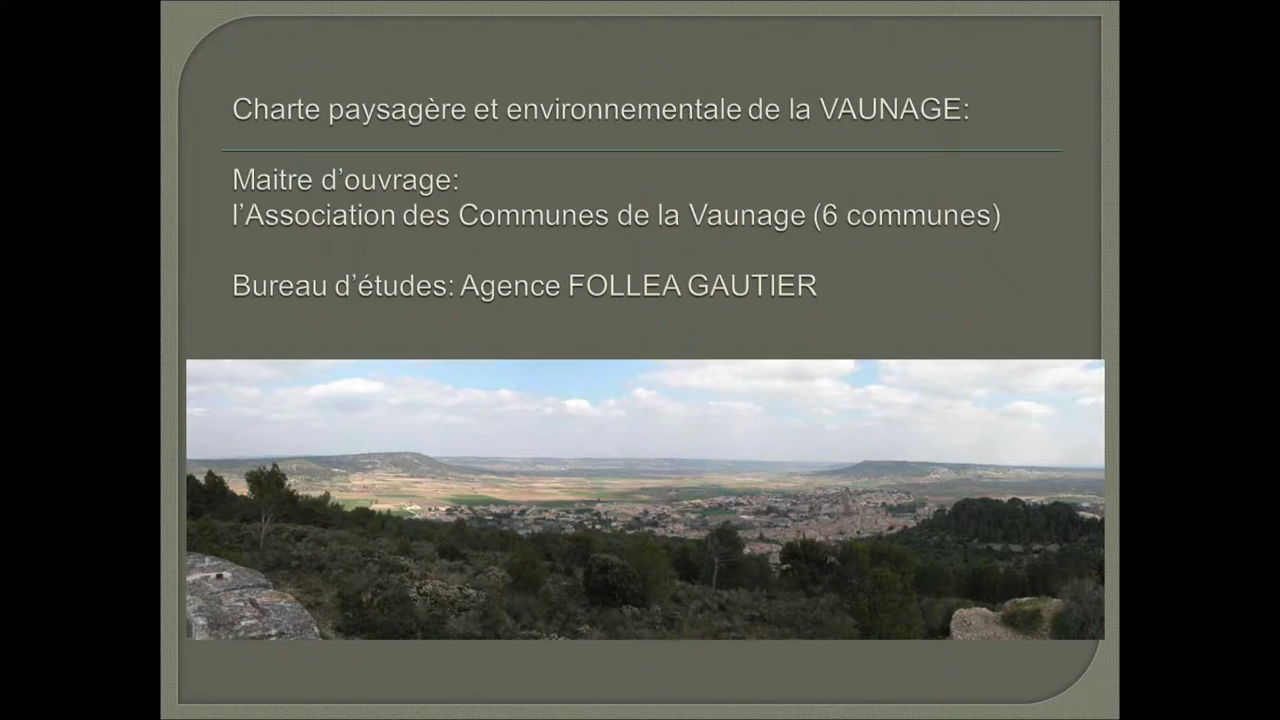 Charte paysagère et environnementale de la VAUNAGE:
Maitre d’ouvrage:
l’Association des Communes de la Vaunage (6 communes)
Bureau d’études: Agence FOLLEA GAUTIER